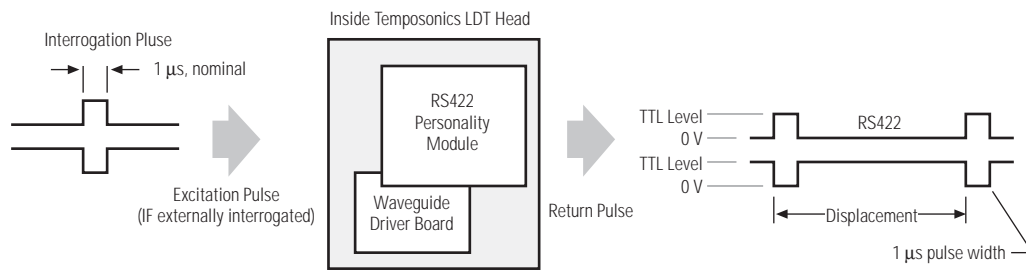 Inside Temposonics LDT Head
Interrogation Pluse
1 µs, nominal
RS422
Personality
Module
Waveguide
Driver Board
Excitation Pulse
(IF externally interrogated)
Return Pulse
TTL Level
0 V
TTL Level
0 V
RS422
Displacement
1 µs pulse width